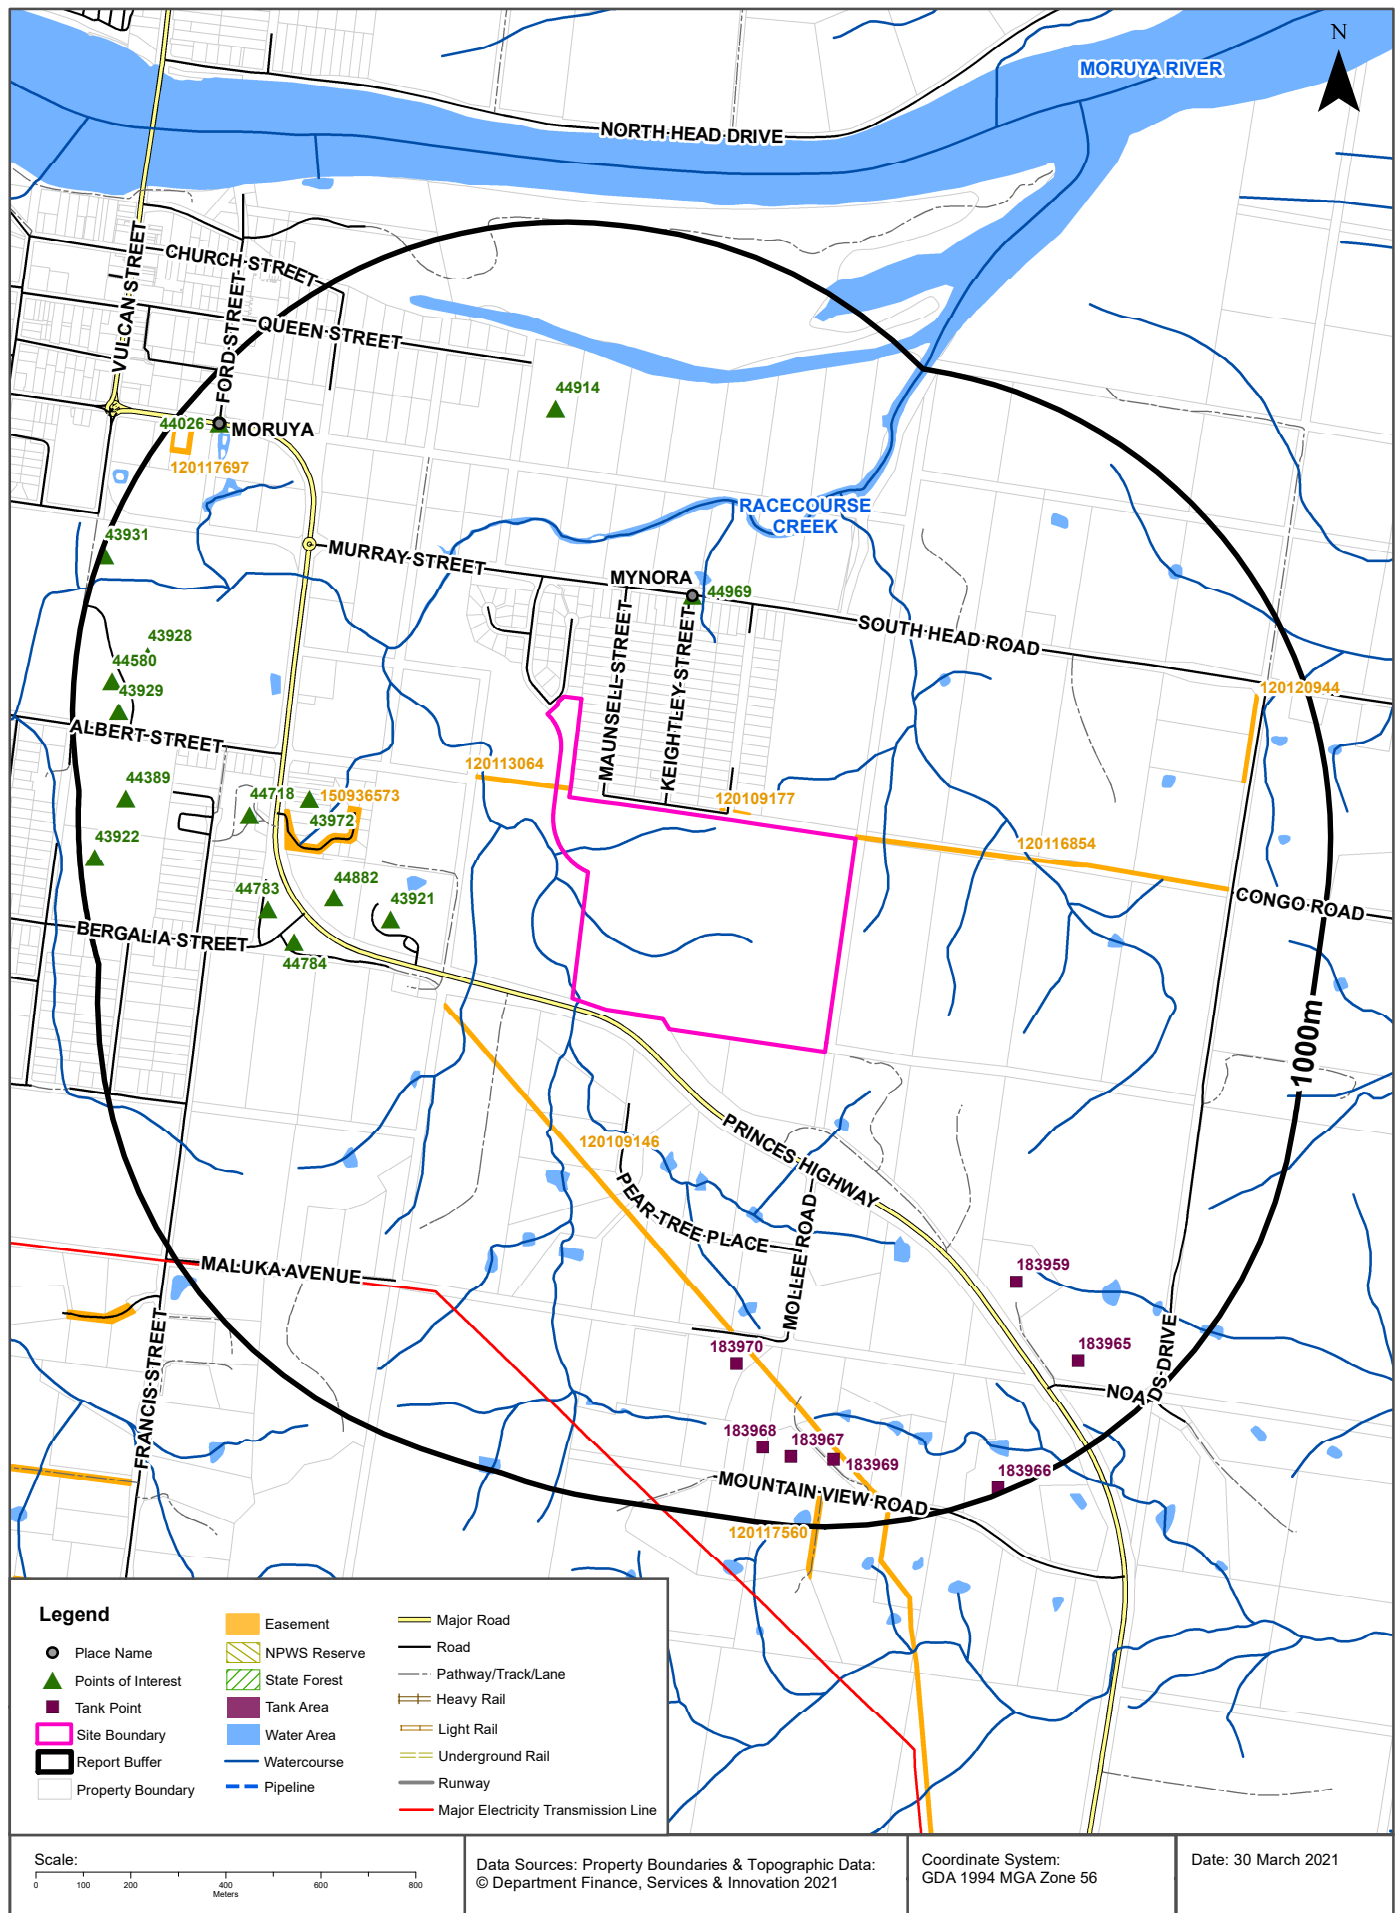 N
MORUYA RIVER
NORTH HEAD DRIVE
VULCAN STREET
CHURCH STREET
FORD STREET
QUEEN STREET
44914
44026
MORUYA
120117697
RACECOURSE
CREEK
43931
MURRAY STREET
MYNORA
44969
43928
SOUTH HEAD ROAD
44580
43929
120120944
MAUNSELL STREET
KEIGHTLEY STREET
ALBERT STREET
120113064
44389
44718
150936573
120109177
43972
43922
120116854
44882
44783
43921
CONGO ROAD
BERGALIA STREET
44784
1000m
120109146
PRINCES HIGHWAY
PEAR TREE PLACE
MOLLEE ROAD
MALUKA AVENUE
183959
FRANCIS STREET
183970
183965
NOADS DRIVE
183968
183967
183969
183966
MOUNTAIN VIEW ROAD
120117560
Legend
Place Name
Points of Interest
Tank Point
Site Boundary
Report Buffer
Property Boundary
Easement
NPWS Reserve
State Forest
Tank Area
Water Area
Watercourse
Pipeline
Major Road
Road
Pathway/Track/Lane
Heavy Rail
Light Rail
Underground Rail
Runway
Major Electricity Transmission Line
Scale:
0 100 200 400 600 800
Meters
Data Sources: Property Boundaries & Topographic Data:
© Department Finance, Services & Innovation 2021
Coordinate System:
GDA 1994 MGA Zone 56
Date: 30 March 2021